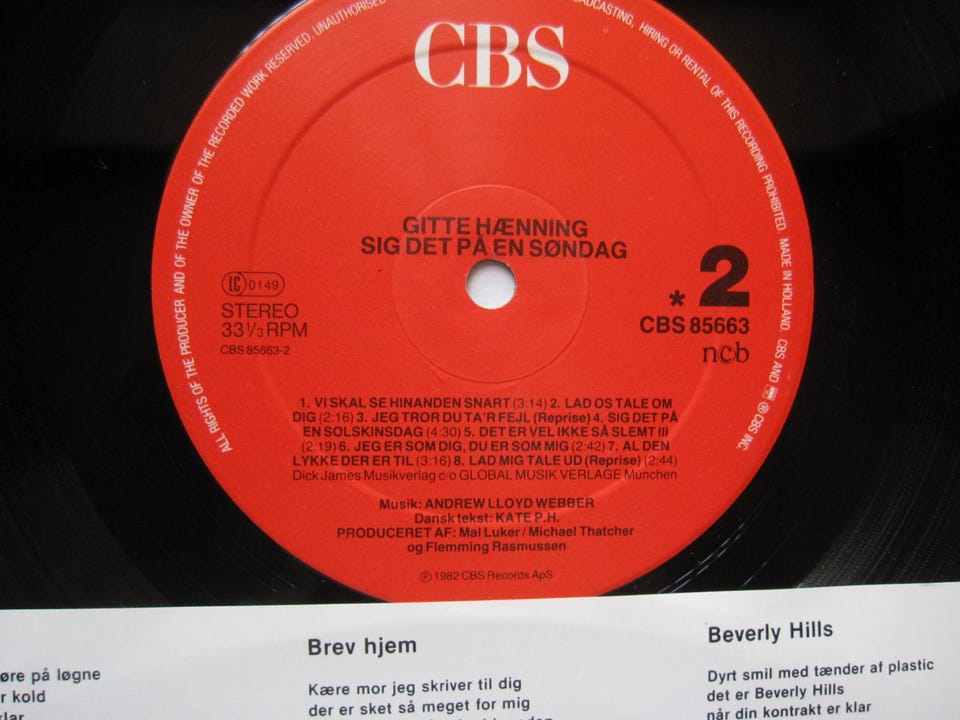 ALL RIGHTS OF THE PRODUCER AND OF THE OWNER OF THE RECORDED WORK RESERVED. UNAUTHORISED
BROADCASTING, HIRING OR RENTAL OF THIS RECORDING PROHIBITED. MADE IN HOLLAND. CBS AND ℗ CBS INC.
CBS
GITTE HÆNNING
SIG DET PÅ EN SØNDAG
LC 0149
STEREO
33 1/3 RPM
CBS 85663-2
* 2
CBS 85663
ncb
1. VI SKAL SE HINANDEN SNART (3:14) 2. LAD OS TALE OM
DIG (2:16) 3. JEG TROR DU TA'R FEJL (Reprise) 4. SIG DET PÅ
EN SOLSKINSDAG (4:30) 5. DET ER VEL IKKE SÅ SLEMT III
(2:19) 6. JEG ER SOM DIG, DU ER SOM MIG (2:42) 7. AL DEN
LYKKE DER ER TIL (3:16) 8. LAD MIG TALE UD (Reprise) (2:44)
Dick James Musikverlag c/o GLOBAL MUSIK VERLAGE München
Musik: ANDREW LLOYD WEBBER
Dansk tekst: KATE P.H.
PRODUCERET AF: Mal Luker / Michael Thatcher
og Flemming Rasmussen
℗ 1982 CBS Records ApS
øre på løgne
r kold
klar
Brev hjem
Kære mor jeg skriver til dig
der er sket så meget for mig
Beverly Hills
Dyrt smil med tænder af plastic
det er Beverly Hills
når din kontrakt er klar